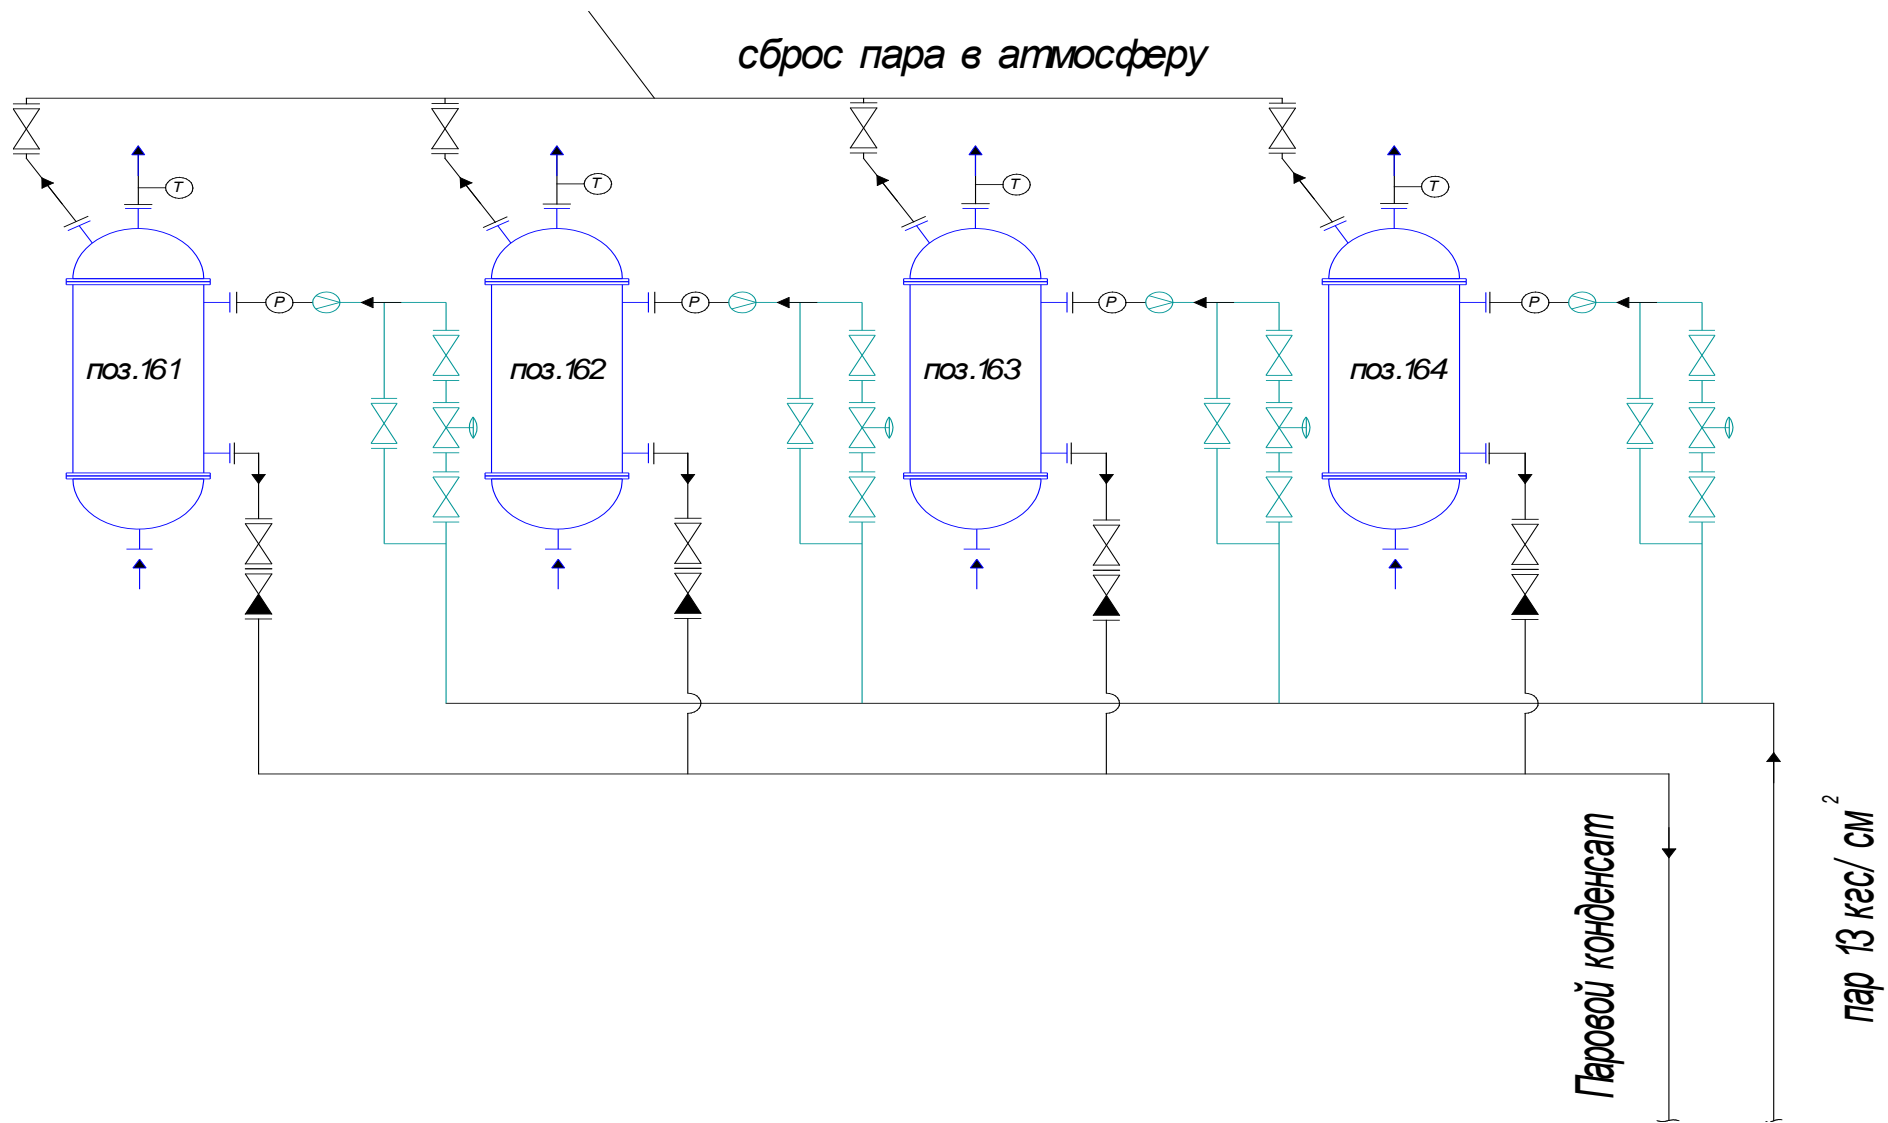 сброс пара в атмосферу
T
T
T
T
P
P
P
P
поз.161
поз.162
поз.163
поз.164
Паровой конденсат
пар 13 кгс/ см²